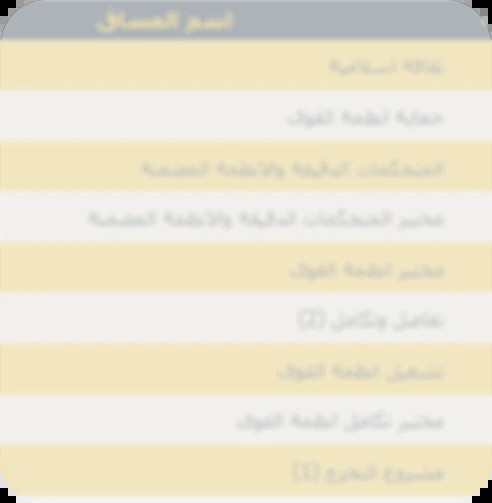 اسم المساق
ثقافة اسلامية
حماية انظمة القوى
المتحكمات الدقيقة والانظمة المضمنة
مختبر المتحكمات الدقيقة والانظمة المضمنة
مختبر انظمة القوى
تفاضل وتكامل (2)
تشغيل انظمة القوى
مختبر تكامل انظمة القوى
مشروع التخرج (1)